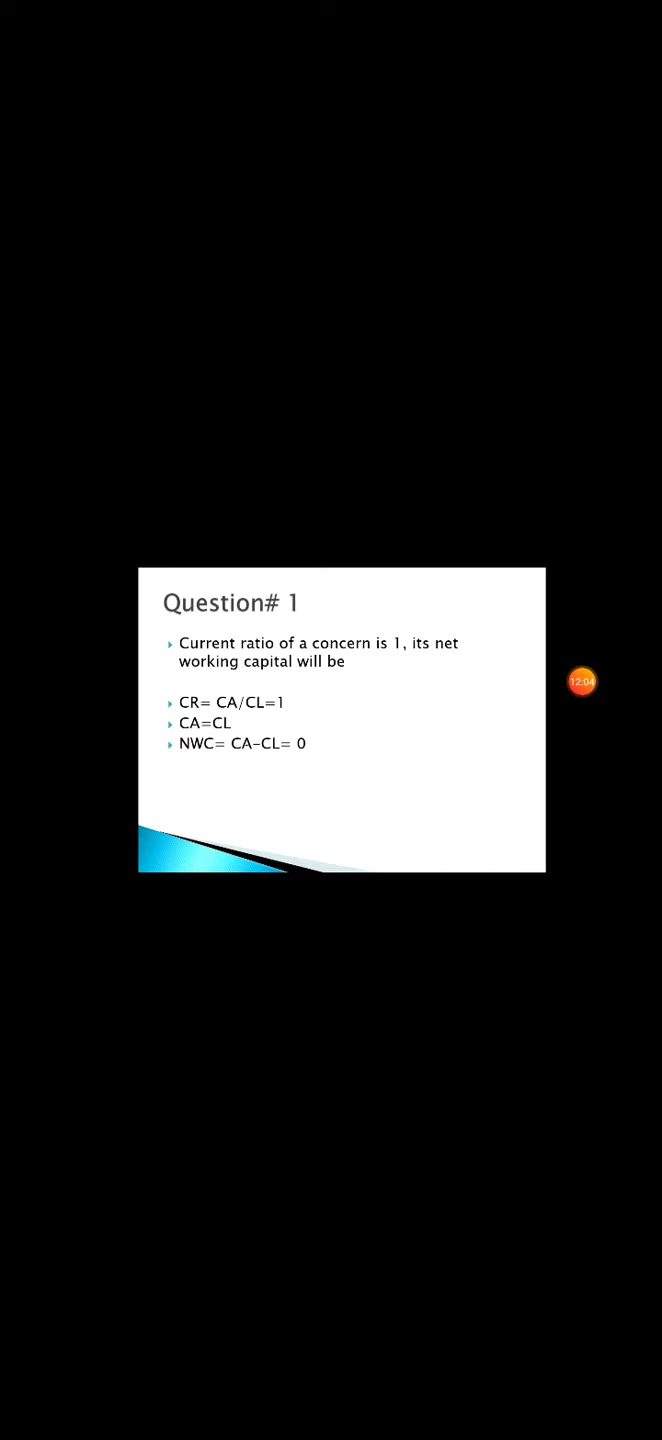 Question# 1
Current ratio of a concern is 1, its net
working capital will be
CR= CA/CL=1
CA=CL
NWC= CA-CL= 0
12:04